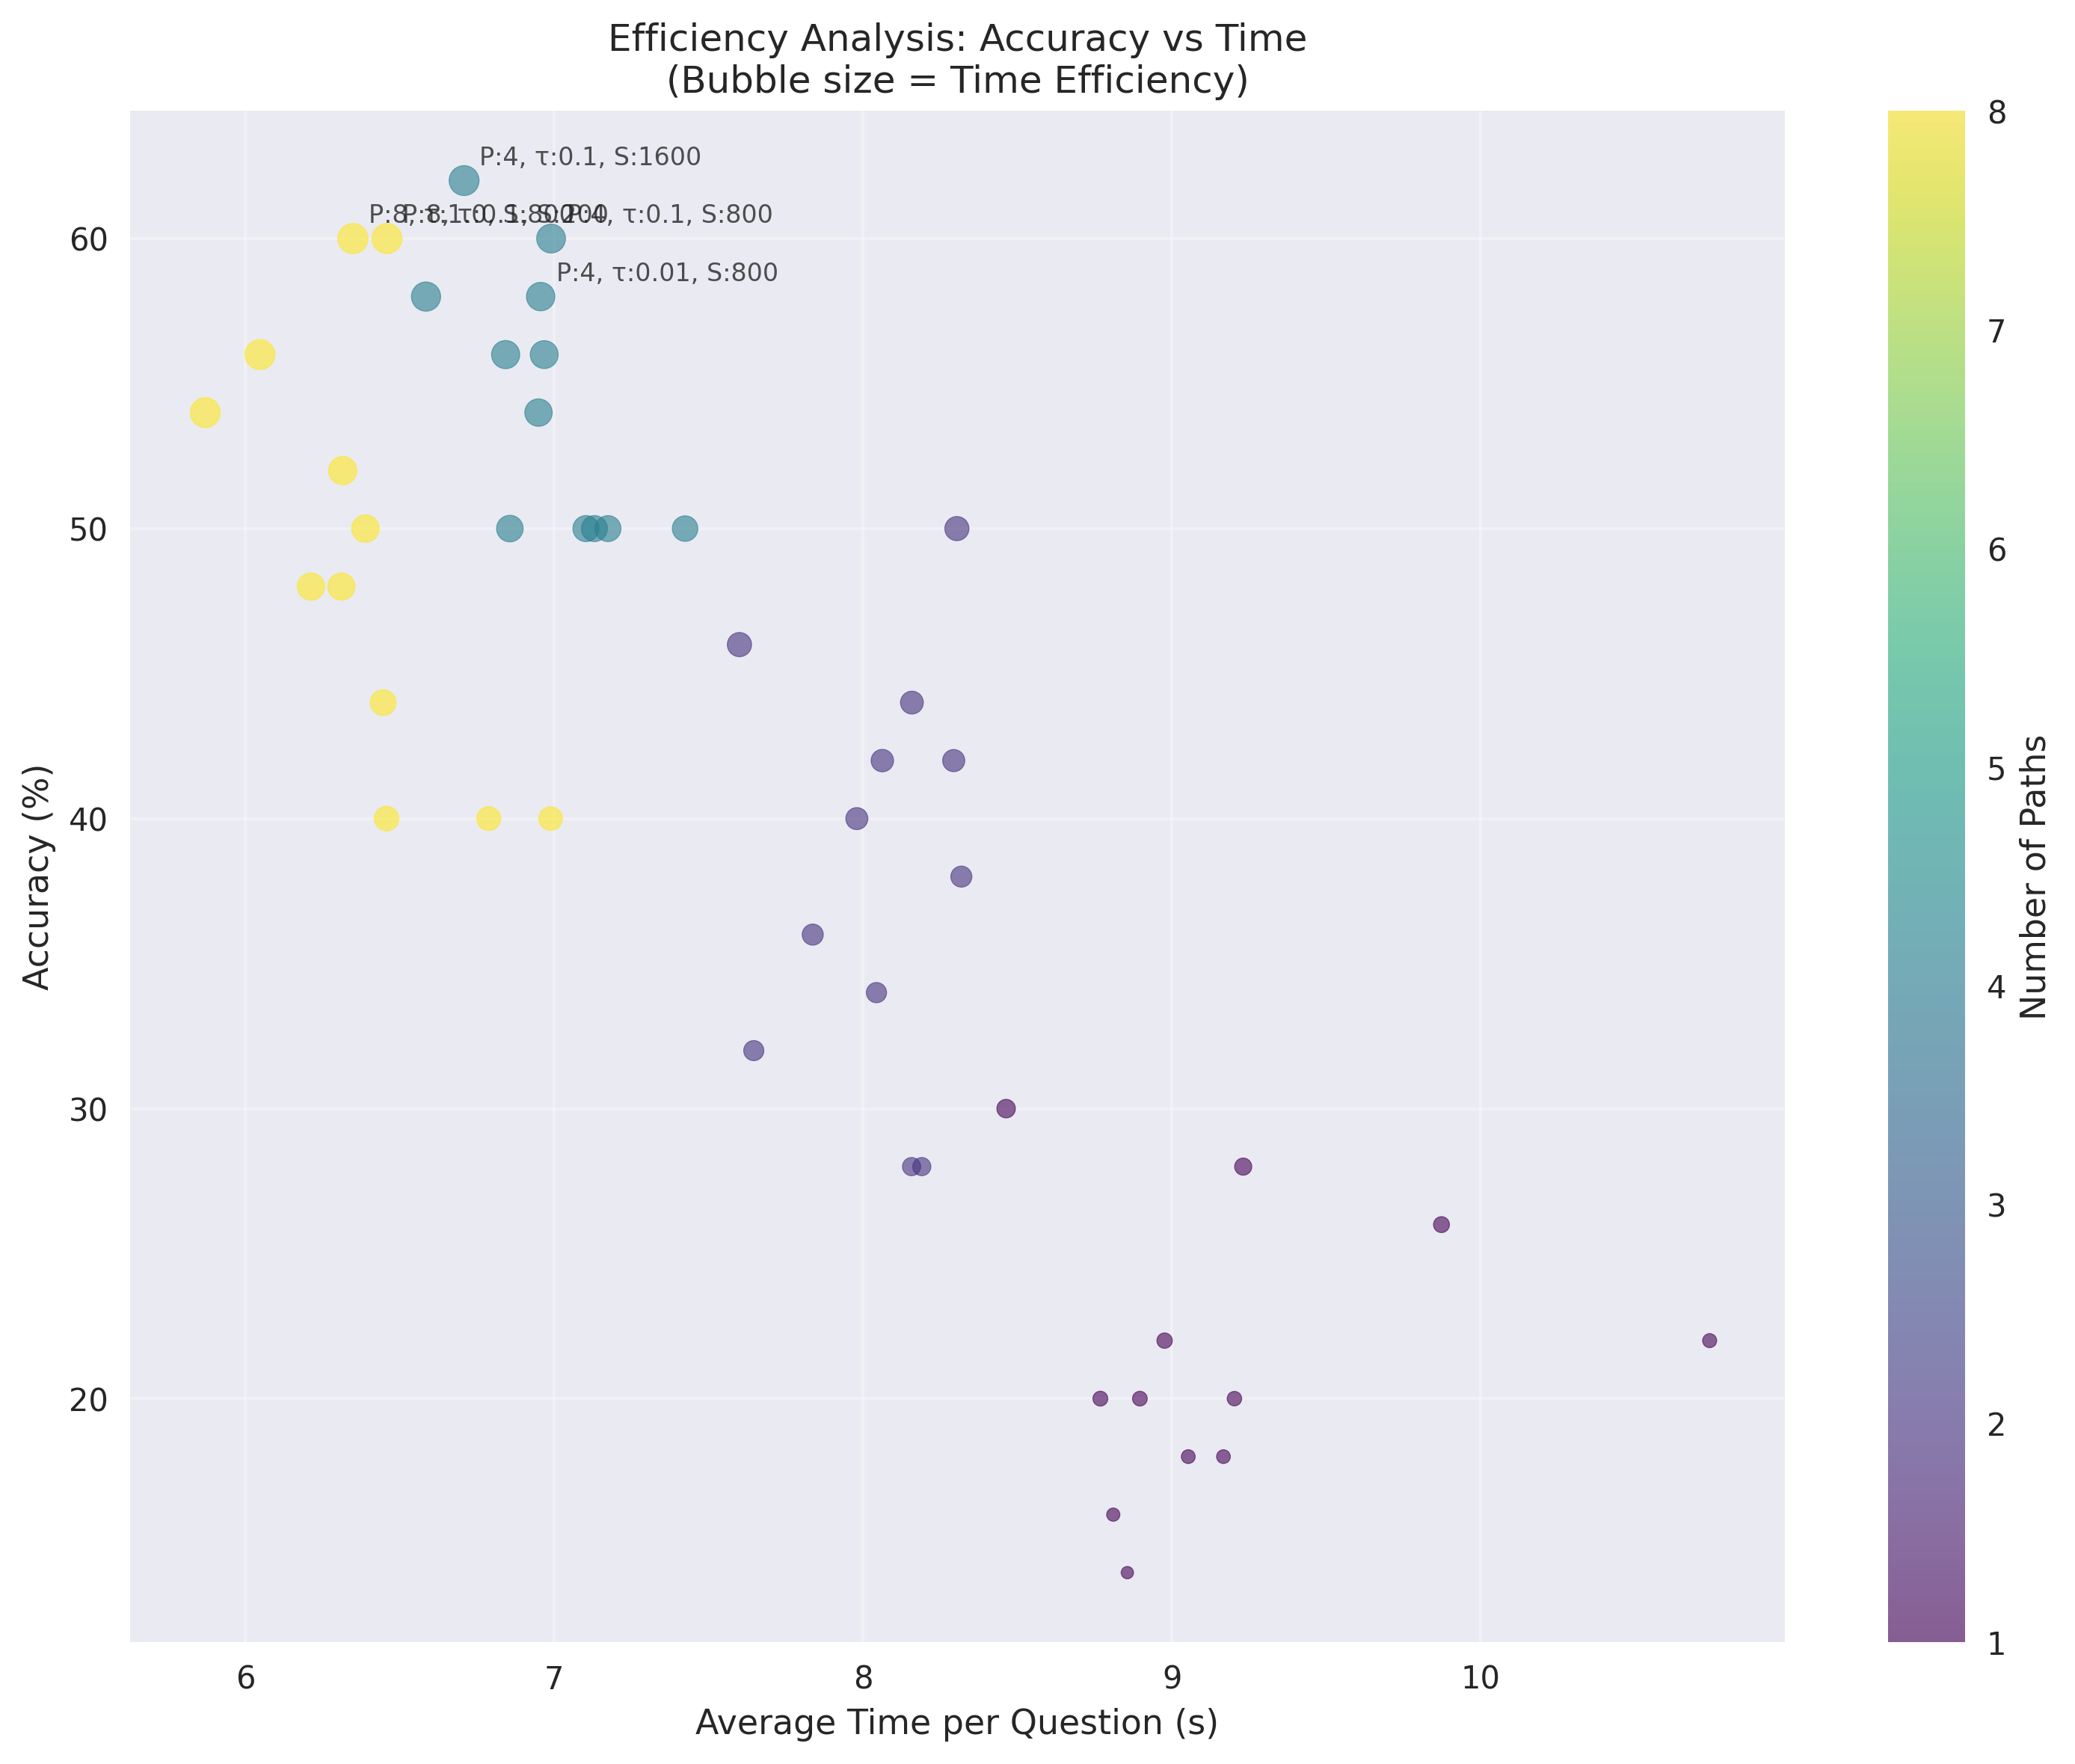 Efficiency Analysis: Accuracy vs Time
(Bubble size = Time Efficiency)
P:4, τ:0.1, S:1600
P:8, τ:0.1, S:800
P:4, τ:0.01, S:800
60
50
40
30
20
Accuracy (%)
6
7
8
9
10
Average Time per Question (s)
8
7
6
5
4
3
2
1
Number of Paths